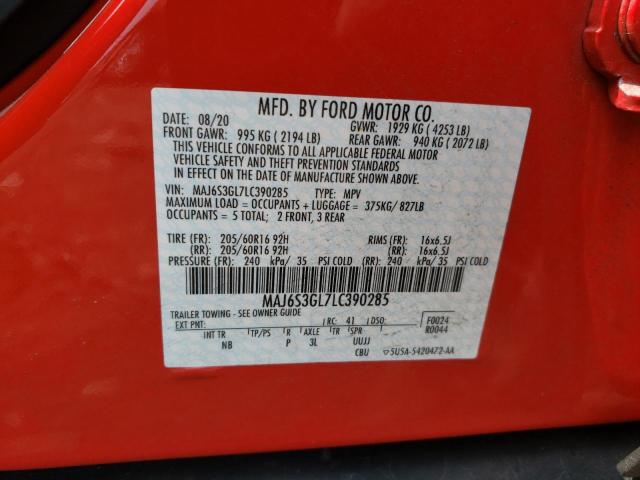 MFD. BY FORD MOTOR CO.
DATE: 08/20 GVWR: 1929 KG ( 4253 LB)
FRONT GAWR: 995 KG ( 2194 LB) REAR GAWR: 940 KG ( 2072 LB)
THIS VEHICLE CONFORMS TO ALL APPLICABLE FEDERAL MOTOR
VEHICLE SAFETY AND THEFT PREVENTION STANDARDS
IN EFFECT ON THE DATE OF MANUFACTURE SHOWN ABOVE.
VIN: MAJ6S3GL7LC390285 TYPE: MPV
MAXIMUM LOAD = OCCUPANTS + LUGGAGE = 375KG/ 827LB
OCCUPANTS = 5 TOTAL; 2 FRONT, 3 REAR
TIRE (FR): 205/60R16 92H RIMS (FR): 16x6.5J
(RR): 205/60R16 92H (RR): 16x6.5J
PRESSURE (FR): 240 kPa/ 35 PSI COLD (RR): 240 kPa/ 35 PSI COLD
MAJ6S3GL7LC390285
TRAILER TOWING - SEE OWNER GUIDE
EXT PNT: RC: 41 DSO: F0024
R0044
INT TR TP/PS R AXLE TR SPR
NB P 3L UUJJ
CBU ▽5U5A-5420472-AA